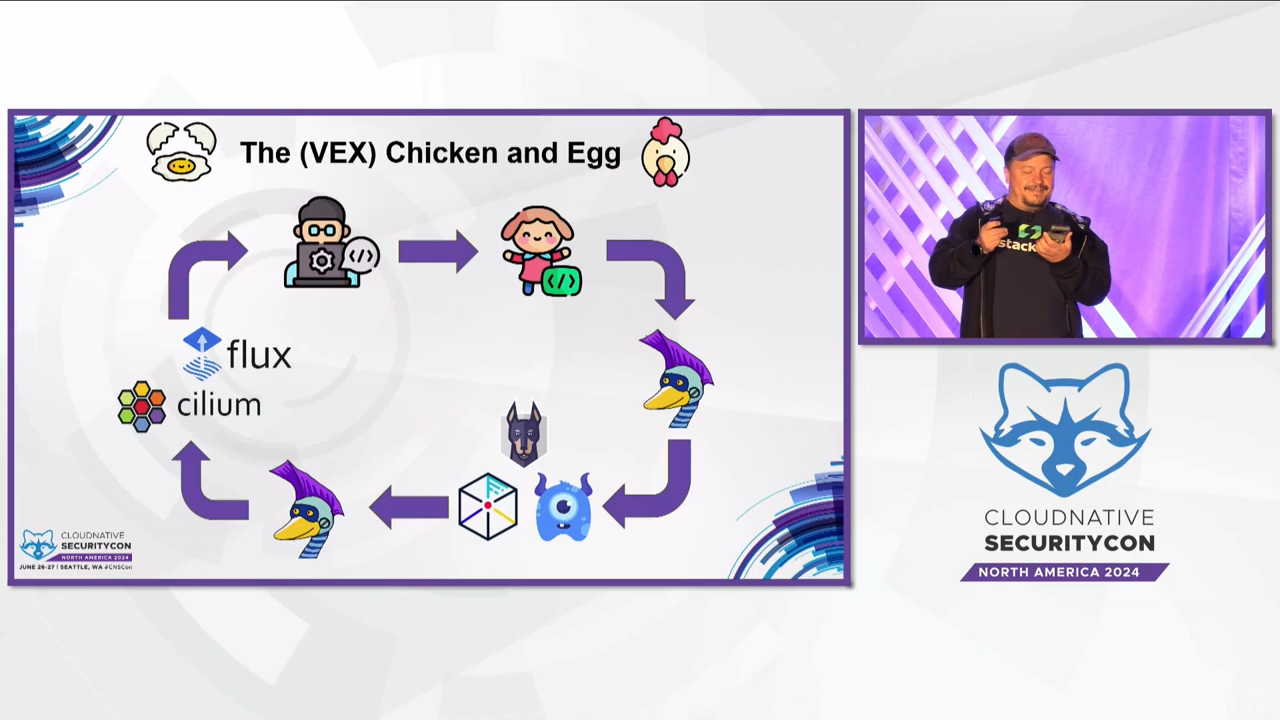 The (VEX) Chicken and Egg
</>
</>
flux
cilium
CLOUDNATIVE
SECURITYCON
NORTH AMERICA 2024
JUNE 26-27 | SEATTLE, WA #CNSCon
stack
CLOUDNATIVE
SECURITYCON
NORTH AMERICA 2024